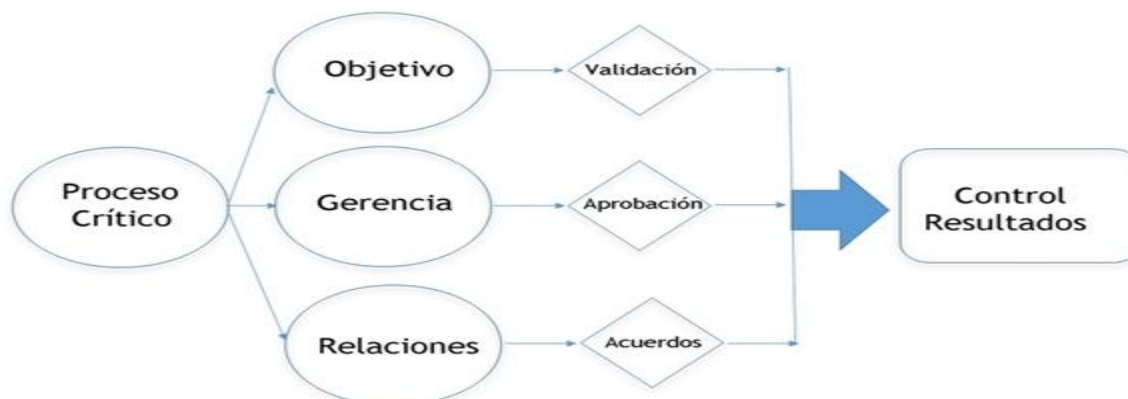 Objetivo
Validación
Proceso
Crítico
Gerencia
Aprobación
Control
Resultados
Relaciones
Acuerdos